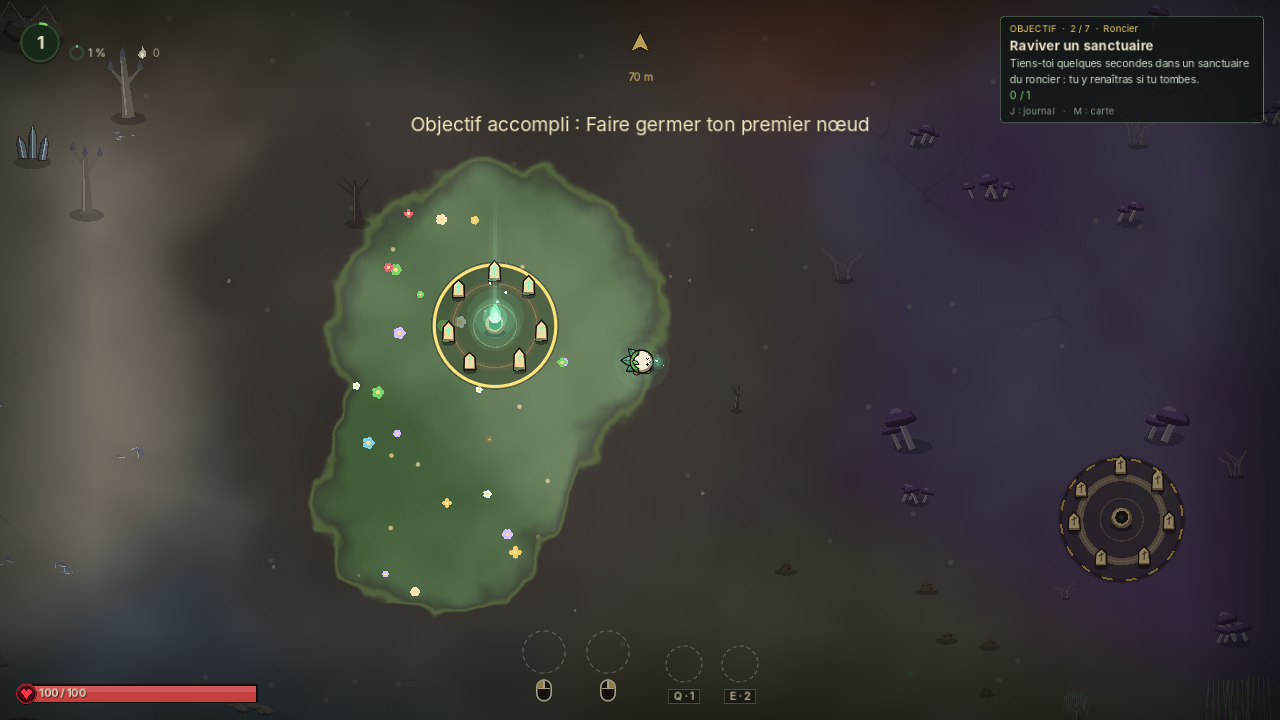 1
1 %
0
70 m
OBJECTIF · 2 / 7 · Roncier
Raviver un sanctuaire
Tiens-toi quelques secondes dans un sanctuaire
du roncier : tu y renaîtras si tu tombes.
0 / 1
J : journal · M : carte
Objectif accompli : Faire germer ton premier nœud
100 / 100
Q · 1
E · 2